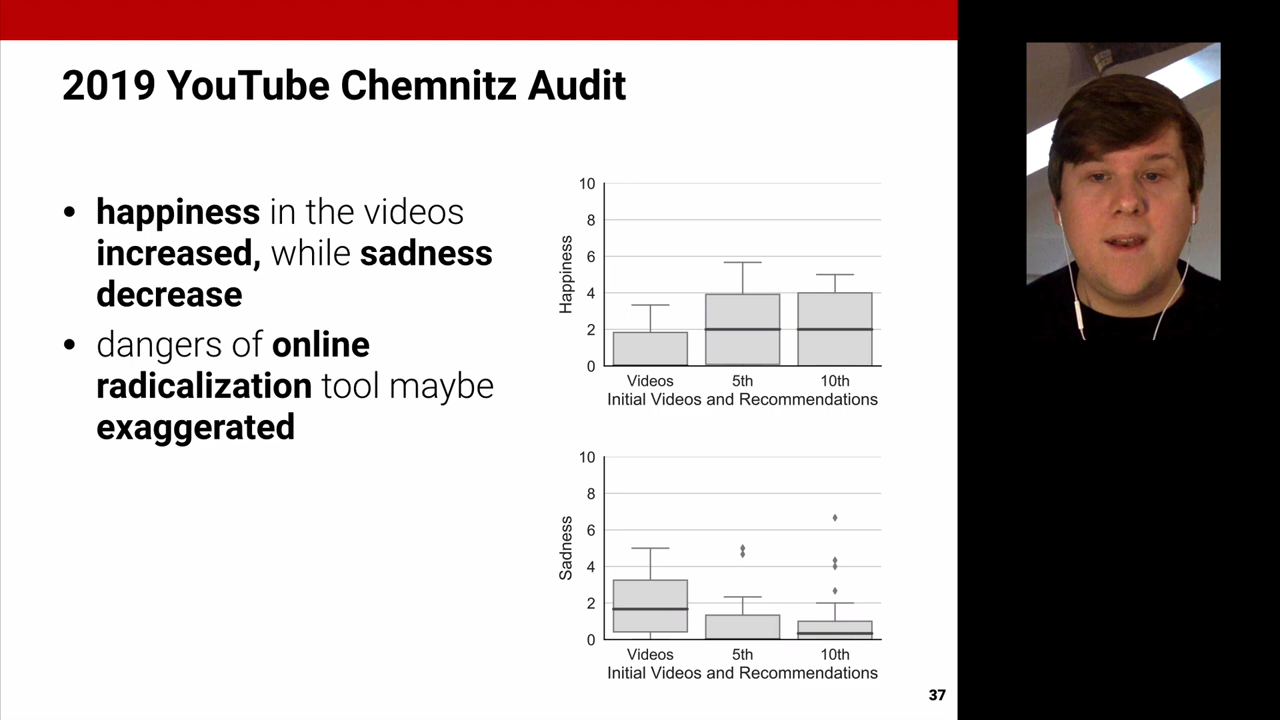 2019 YouTube Chemnitz Audit
• happiness in the videos
increased, while sadness
decrease
• dangers of online
radicalization tool maybe
exaggerated
10
8
6
4
2
0
Happiness
Videos 5th 10th
Initial Videos and Recommendations
10
8
6
4
2
0
Sadness
Videos 5th 10th
Initial Videos and Recommendations
37